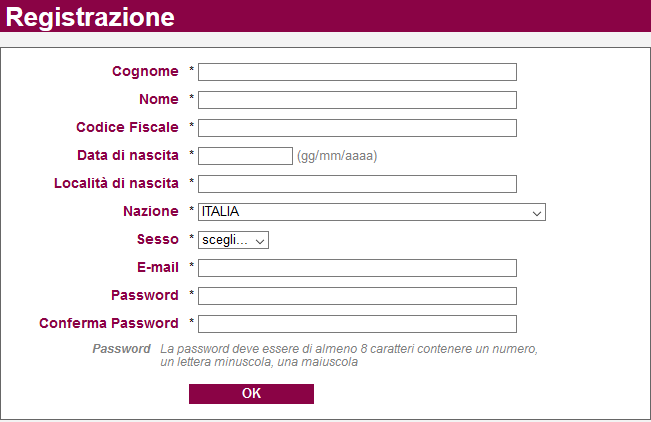 Registrazione
Cognome *
Nome *
Codice Fiscale *
Data di nascita * (gg/mm/aaaa)
Località di nascita *
Nazione * ITALIA
Sesso * scegli...
E-mail *
Password *
Conferma Password *
Password La password deve essere di almeno 8 caratteri contenere un numero,
un lettera minuscola, una maiuscola
OK